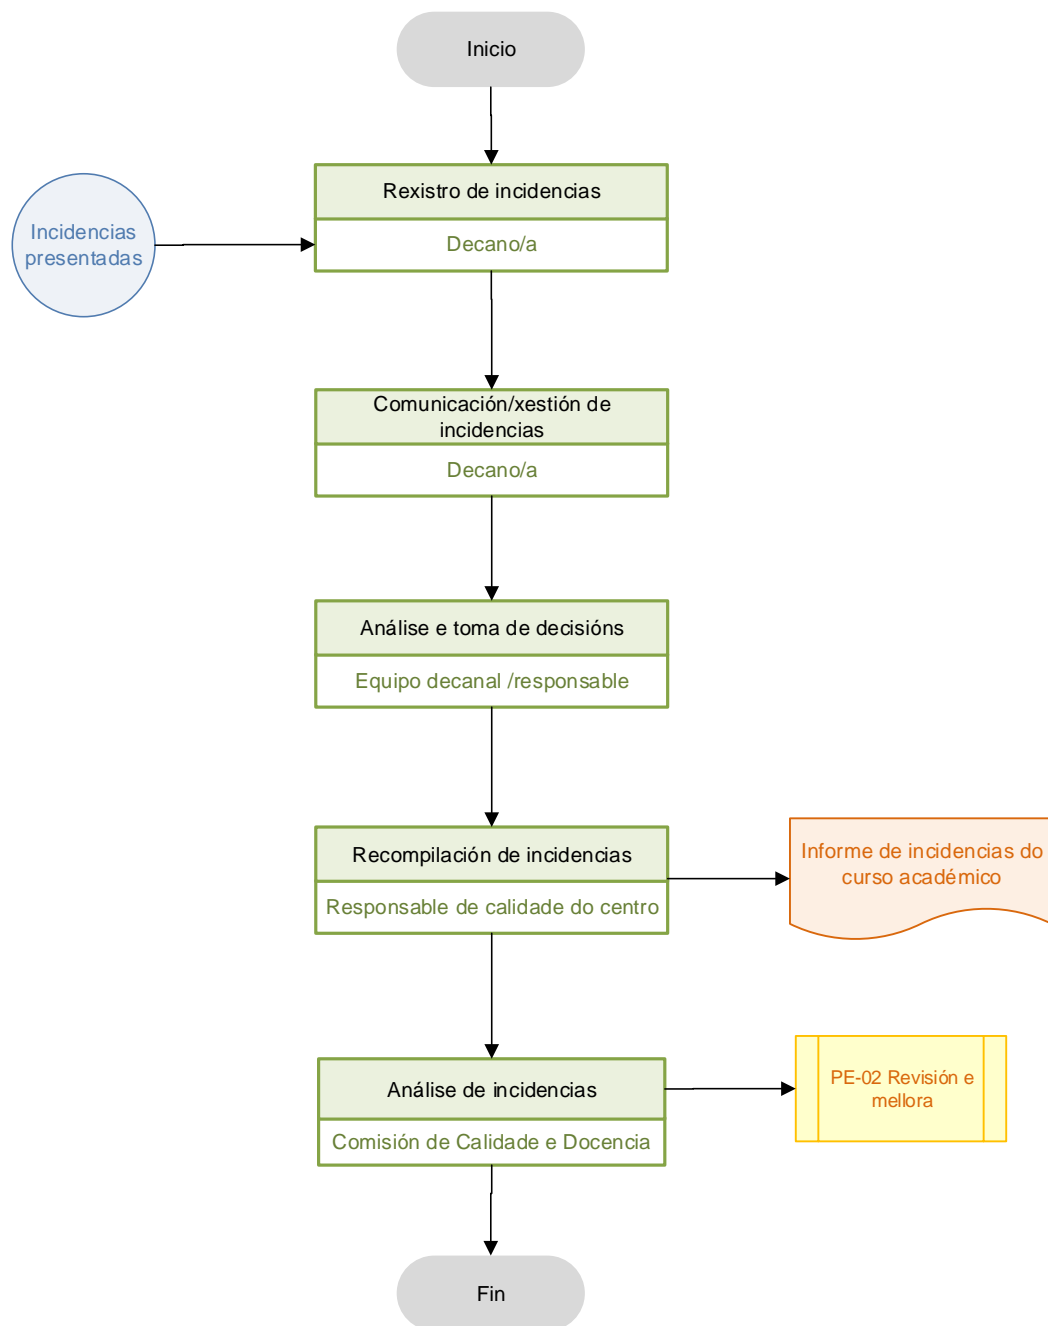 Inicio
Rexistro de incidencias
Decano/a
Incidencias
presentadas
Comunicación/xestión de
incidencias
Decano/a
Análise e toma de decisións
Equipo decanal /responsable
Recompilación de incidencias
Responsable de calidade do centro
Informe de incidencias do
curso académico
Análise de incidencias
Comisión de Calidade e Docencia
PE-02 Revisión e
mellora
Fin